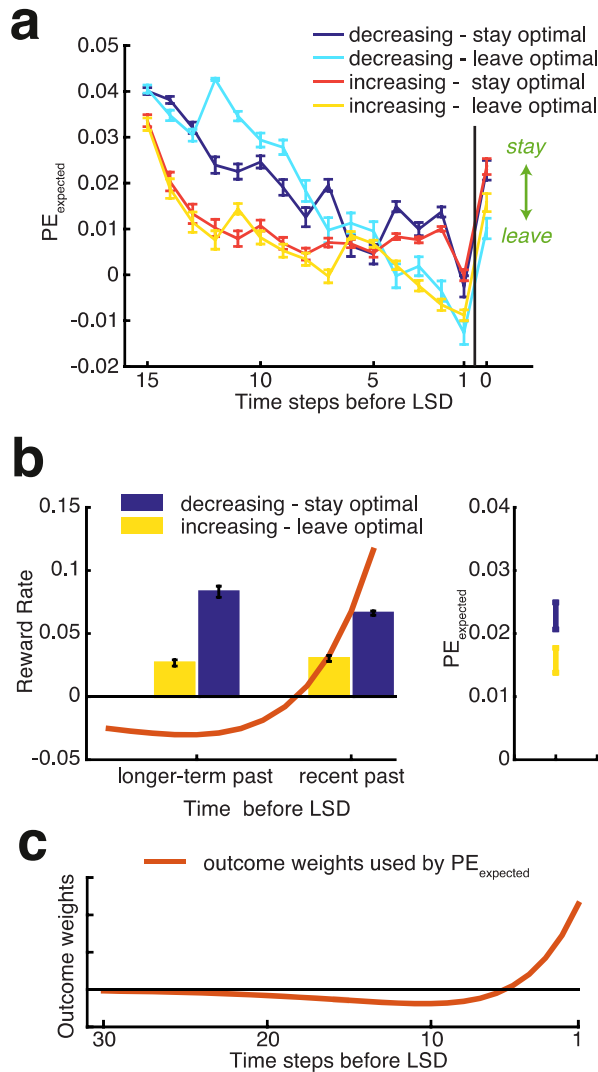 a
decreasing - stay optimal
decreasing - leave optimal
increasing - stay optimal
increasing - leave optimal
0.05
0.04
0.03
0.02
0.01
0
-0.01
-0.02
PEexpected
stay
leave
15 10 5 1 0
Time steps before LSD
b
decreasing - stay optimal
increasing - leave optimal
0.15
0.1
0.05
0
-0.05
Reward Rate
longer-term past recent past
Time before LSD
0.04
0.03
0.02
0.01
0
PEexpected
c
outcome weights used by PEexpected
Outcome weights
30 20 10 1
Time steps before LSD